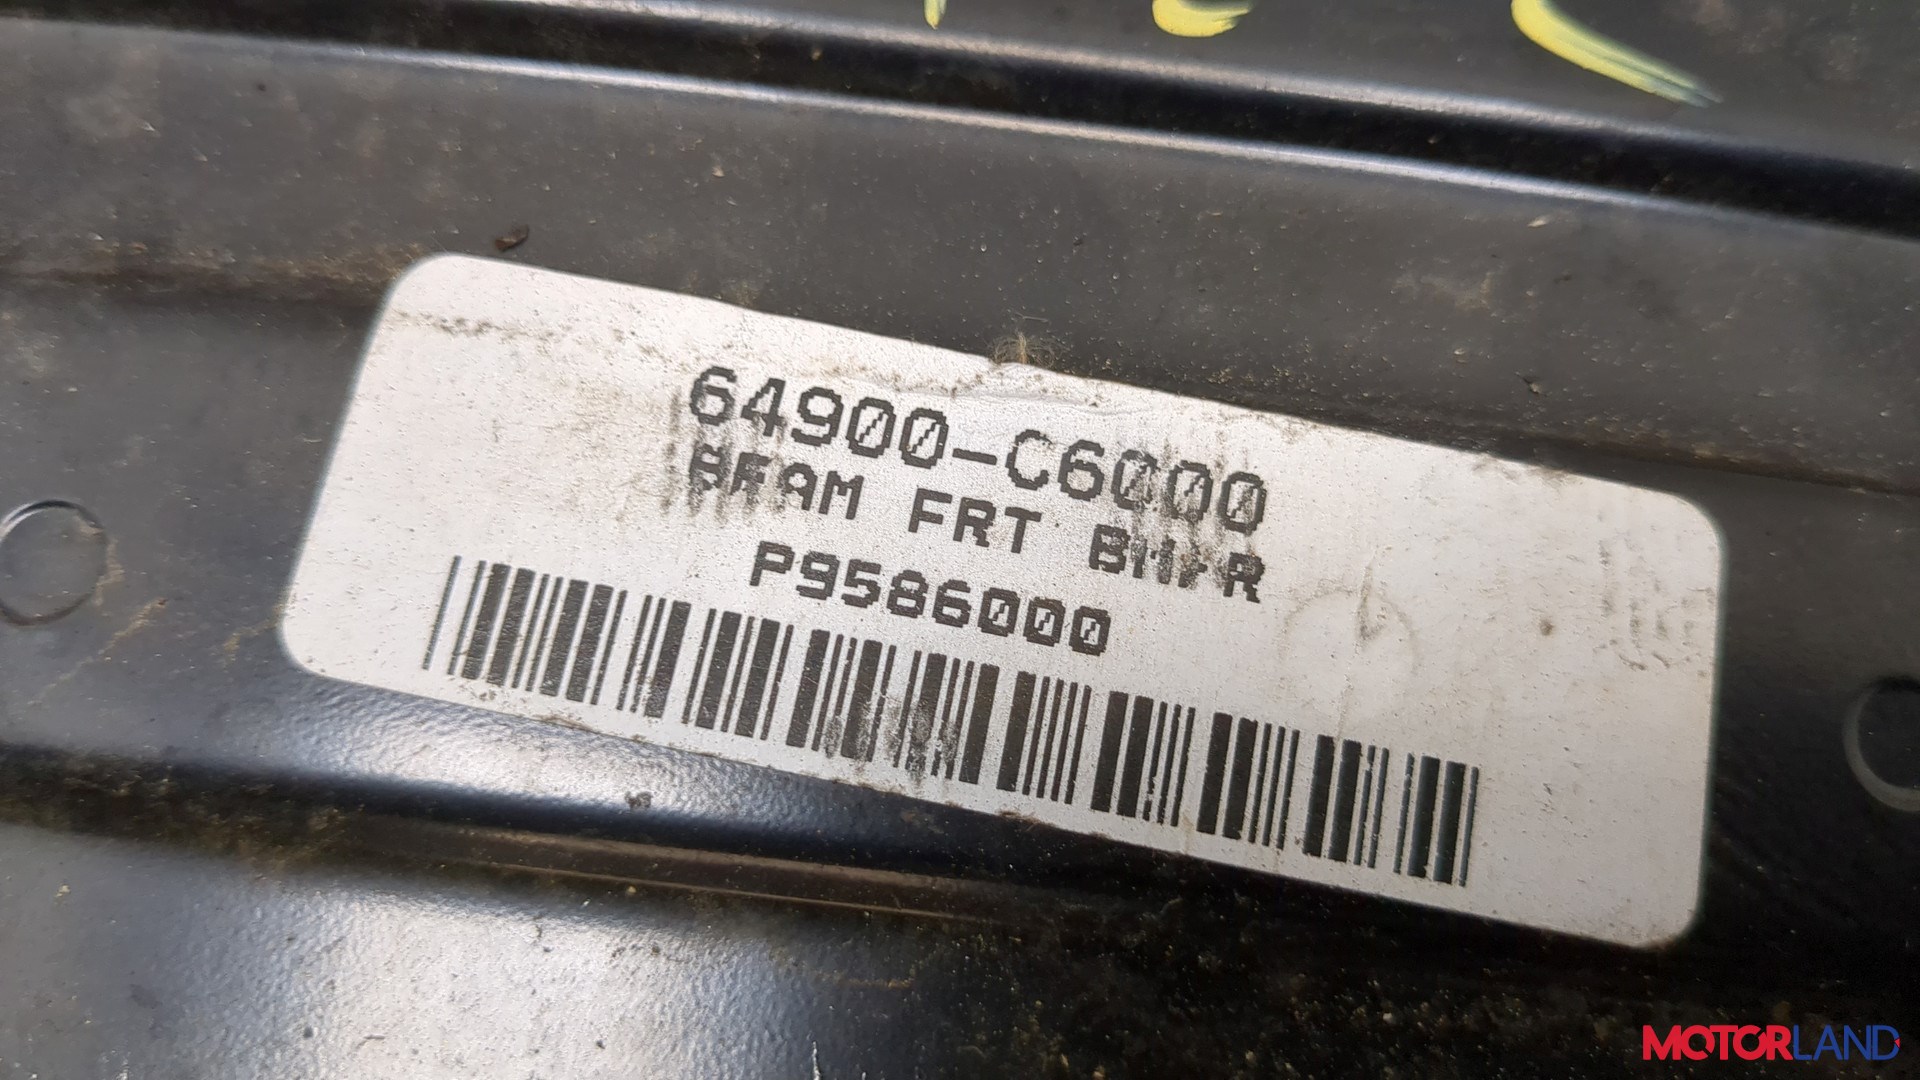 64900-C6000
BEAM FRT BMPR
P9586000
MOTORLAND